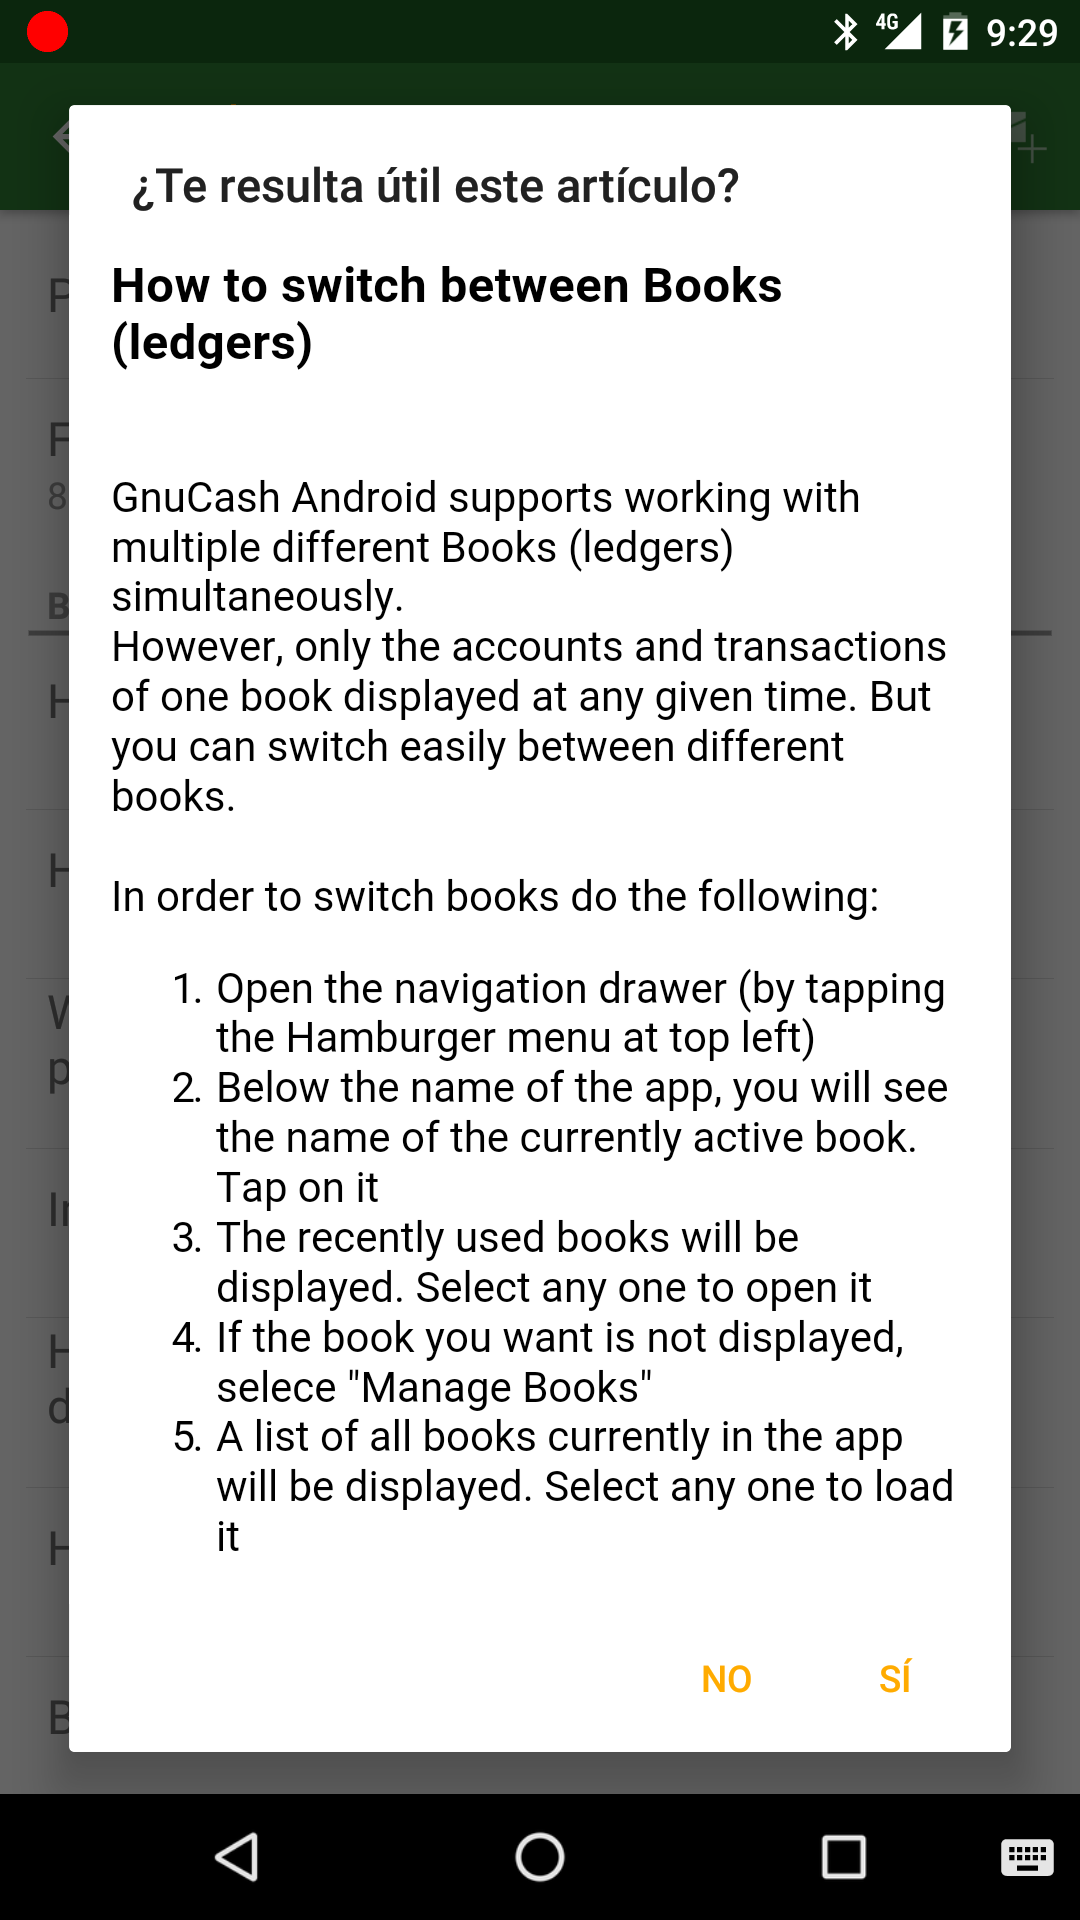 4G 9:29
¿Te resulta útil este artículo?
How to switch between Books
(ledgers)
GnuCash Android supports working with
multiple different Books (ledgers)
simultaneously.
However, only the accounts and transactions
of one book displayed at any given time. But
you can switch easily between different
books.
In order to switch books do the following:
1. Open the navigation drawer (by tapping
the Hamburger menu at top left)
2. Below the name of the app, you will see
the name of the currently active book.
Tap on it
3. The recently used books will be
displayed. Select any one to open it
4. If the book you want is not displayed,
selece "Manage Books"
5. A list of all books currently in the app
will be displayed. Select any one to load
it
NO SÍ